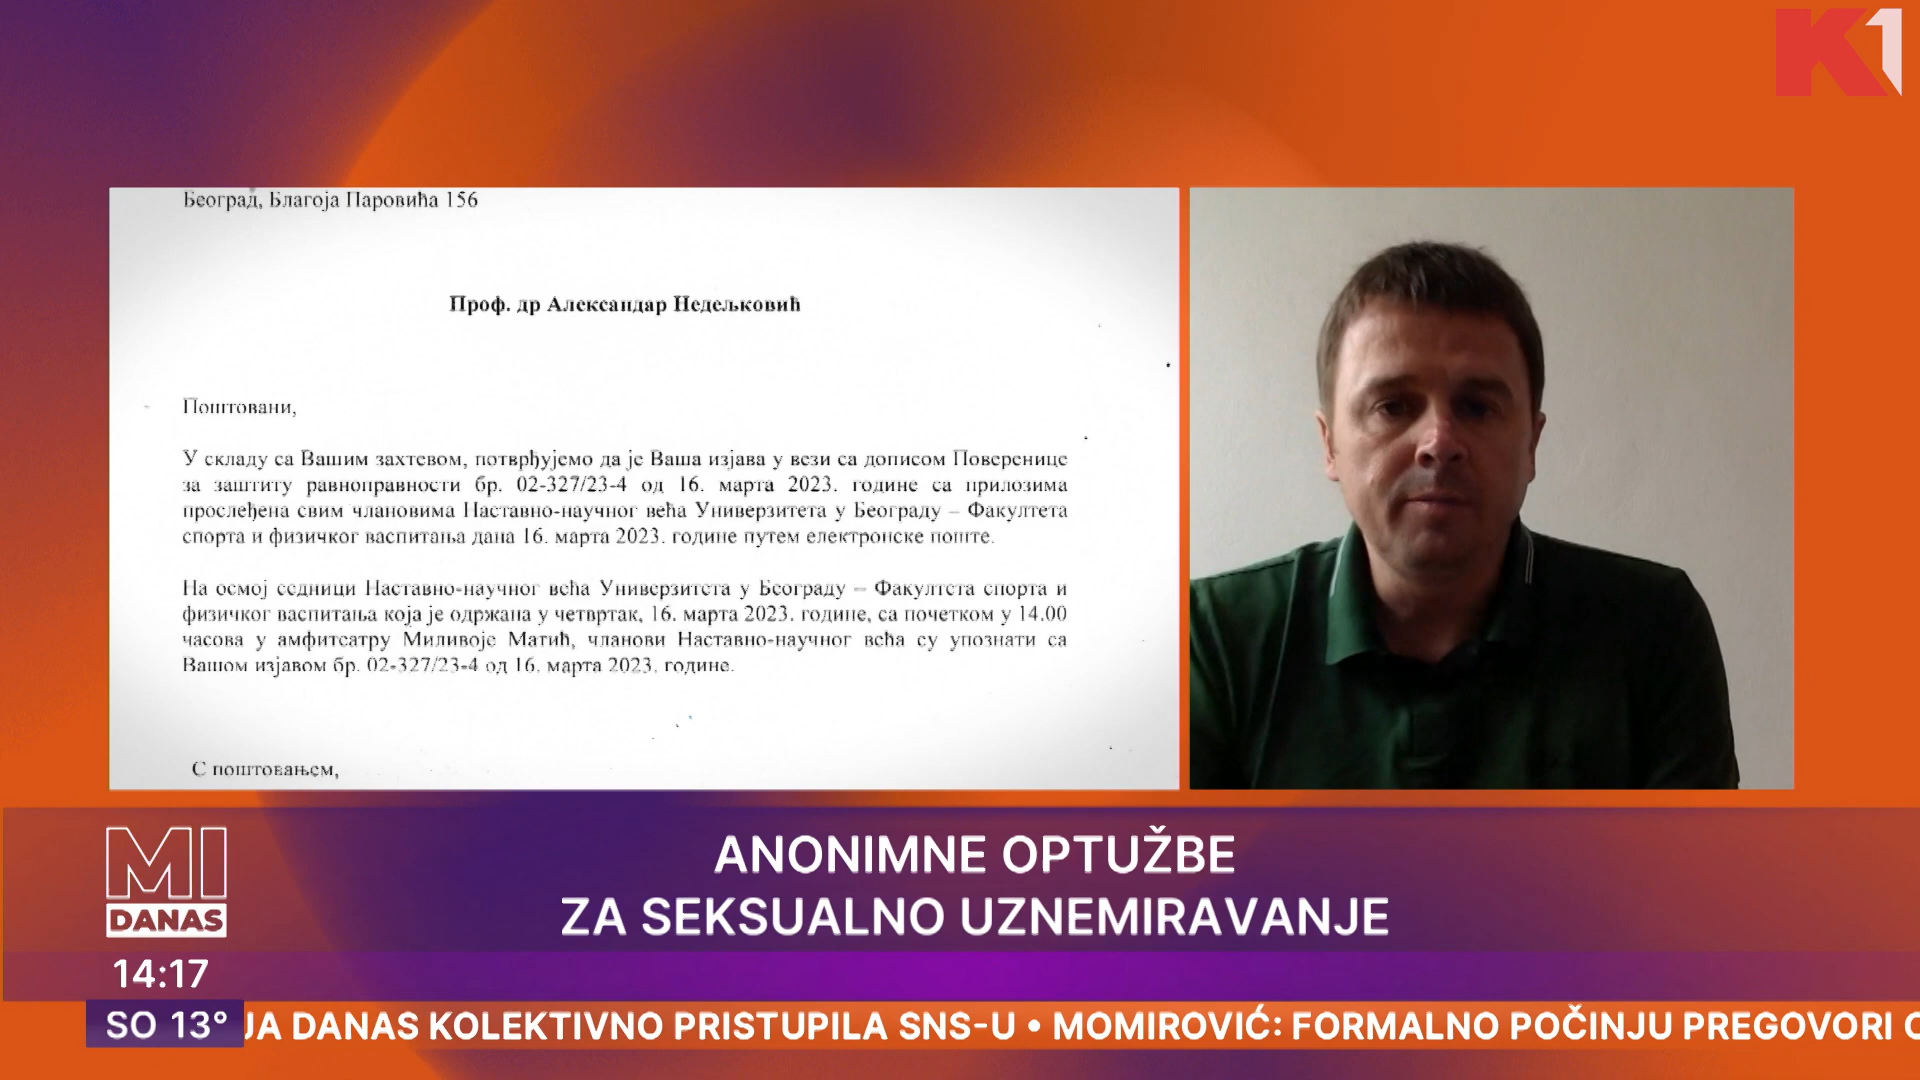 K1
Београд, Благоја Паровића 156
Проф. др Александар Недељковић
Поштовани,
У складу са Вашим захтевом, потврђујемо да је Ваша изјава у вези са дописом Поверенице
за заштиту равноправности бр. 02-327/23-4 од 16. марта 2023. године са прилозима
прослеђена свим члановима Наставно-научног већа Универзитета у Београду – Факултета
спорта и физичког васпитања дана 16. марта 2023. године путем електронске поште.
На осмој седници Наставно-научног већа Универзитета у Београду – Факултета спорта и
физичког васпитања која је одржана у четвртак, 16. марта 2023. године, са почетком у 14.00
часова у амфитеатру Миливоје Матић, чланови Наставно-научног већа су упознати са
Вашом изјавом бр. 02-327/23-4 од 16. марта 2023. године.
С поштовањем,
ANONIMNE OPTUŽBE
ZA SEKSUALNO UZNEMIRAVANJE
MI
DANAS
14:17
SO 13°
JA DANAS KOLEKTIVNO PRISTUPILA SNS-U • MOMIROVIĆ: FORMALNO POČINJU PREGOVORI